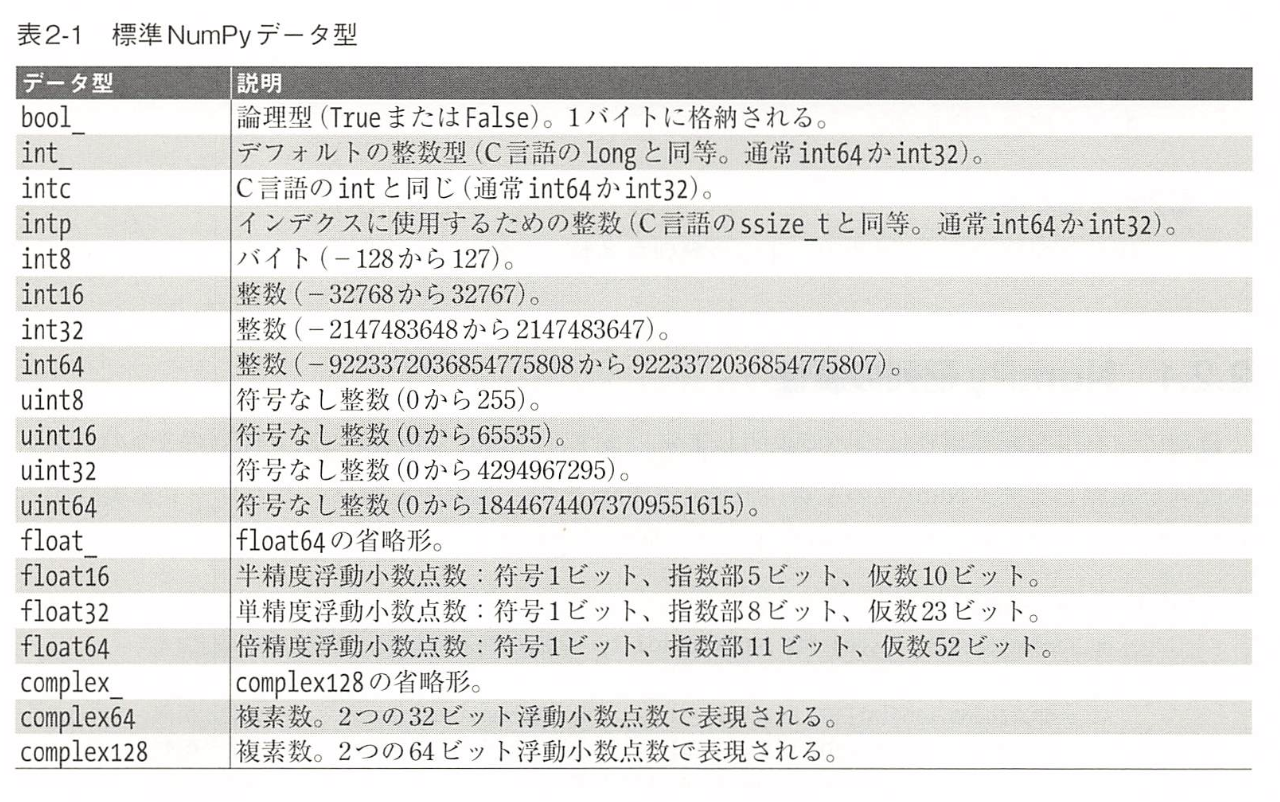 表2-1 標準NumPyデータ型
データ型 説明
bool_ 論理型(TrueまたはFalse)。1バイトに格納される。
int_ デフォルトの整数型(C言語のlongと同等。通常int64かint32)。
intc C言語のintと同じ(通常int64かint32)。
intp インデクスに使用するための整数(C言語のssize_tと同等。通常int64かint32)。
int8 バイト(−128から127)。
int16 整数(−32768から32767)。
int32 整数(−2147483648から2147483647)。
int64 整数(−9223372036854775808から9223372036854775807)。
uint8 符号なし整数(0から255)。
uint16 符号なし整数(0から65535)。
uint32 符号なし整数(0から4294967295)。
uint64 符号なし整数(0から18446744073709551615)。
float_ float64の省略形。
float16 半精度浮動小数点数：符号1ビット、指数部5ビット、仮数10ビット。
float32 単精度浮動小数点数：符号1ビット、指数部8ビット、仮数23ビット。
float64 倍精度浮動小数点数：符号1ビット、指数部11ビット、仮数52ビット。
complex_ complex128の省略形。
complex64 複素数。2つの32ビット浮動小数点数で表現される。
complex128 複素数。2つの64ビット浮動小数点数で表現される。